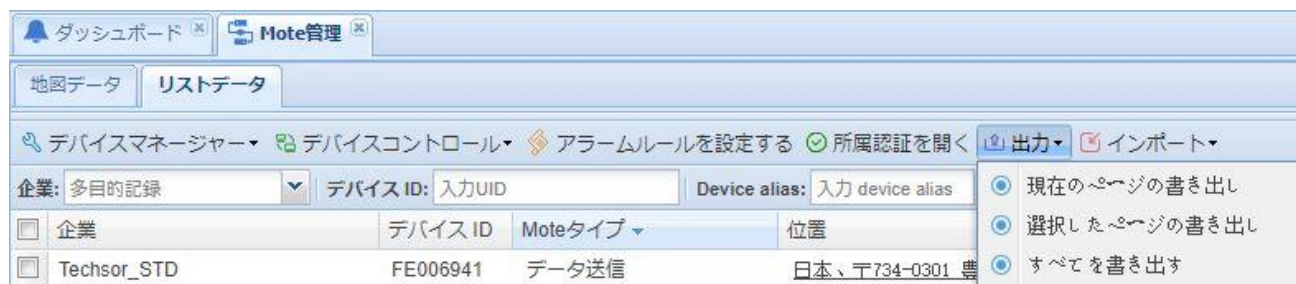 ダッシュボード Mote管理
地図データ リストデータ
デバイスマネージャー デバイスコントロール アラームルールを設定する 所属認証を開く 出力 インポート
企業: 多目的記録 デバイス ID: 入力UID Device alias: 入力 device alias
現在のページの書き出し
企業 デバイス ID Moteタイプ 位置
選択したページの書き出し
Techsor_STD FE006941 データ送信 日本、〒734-0301 豊
すべてを書き出す